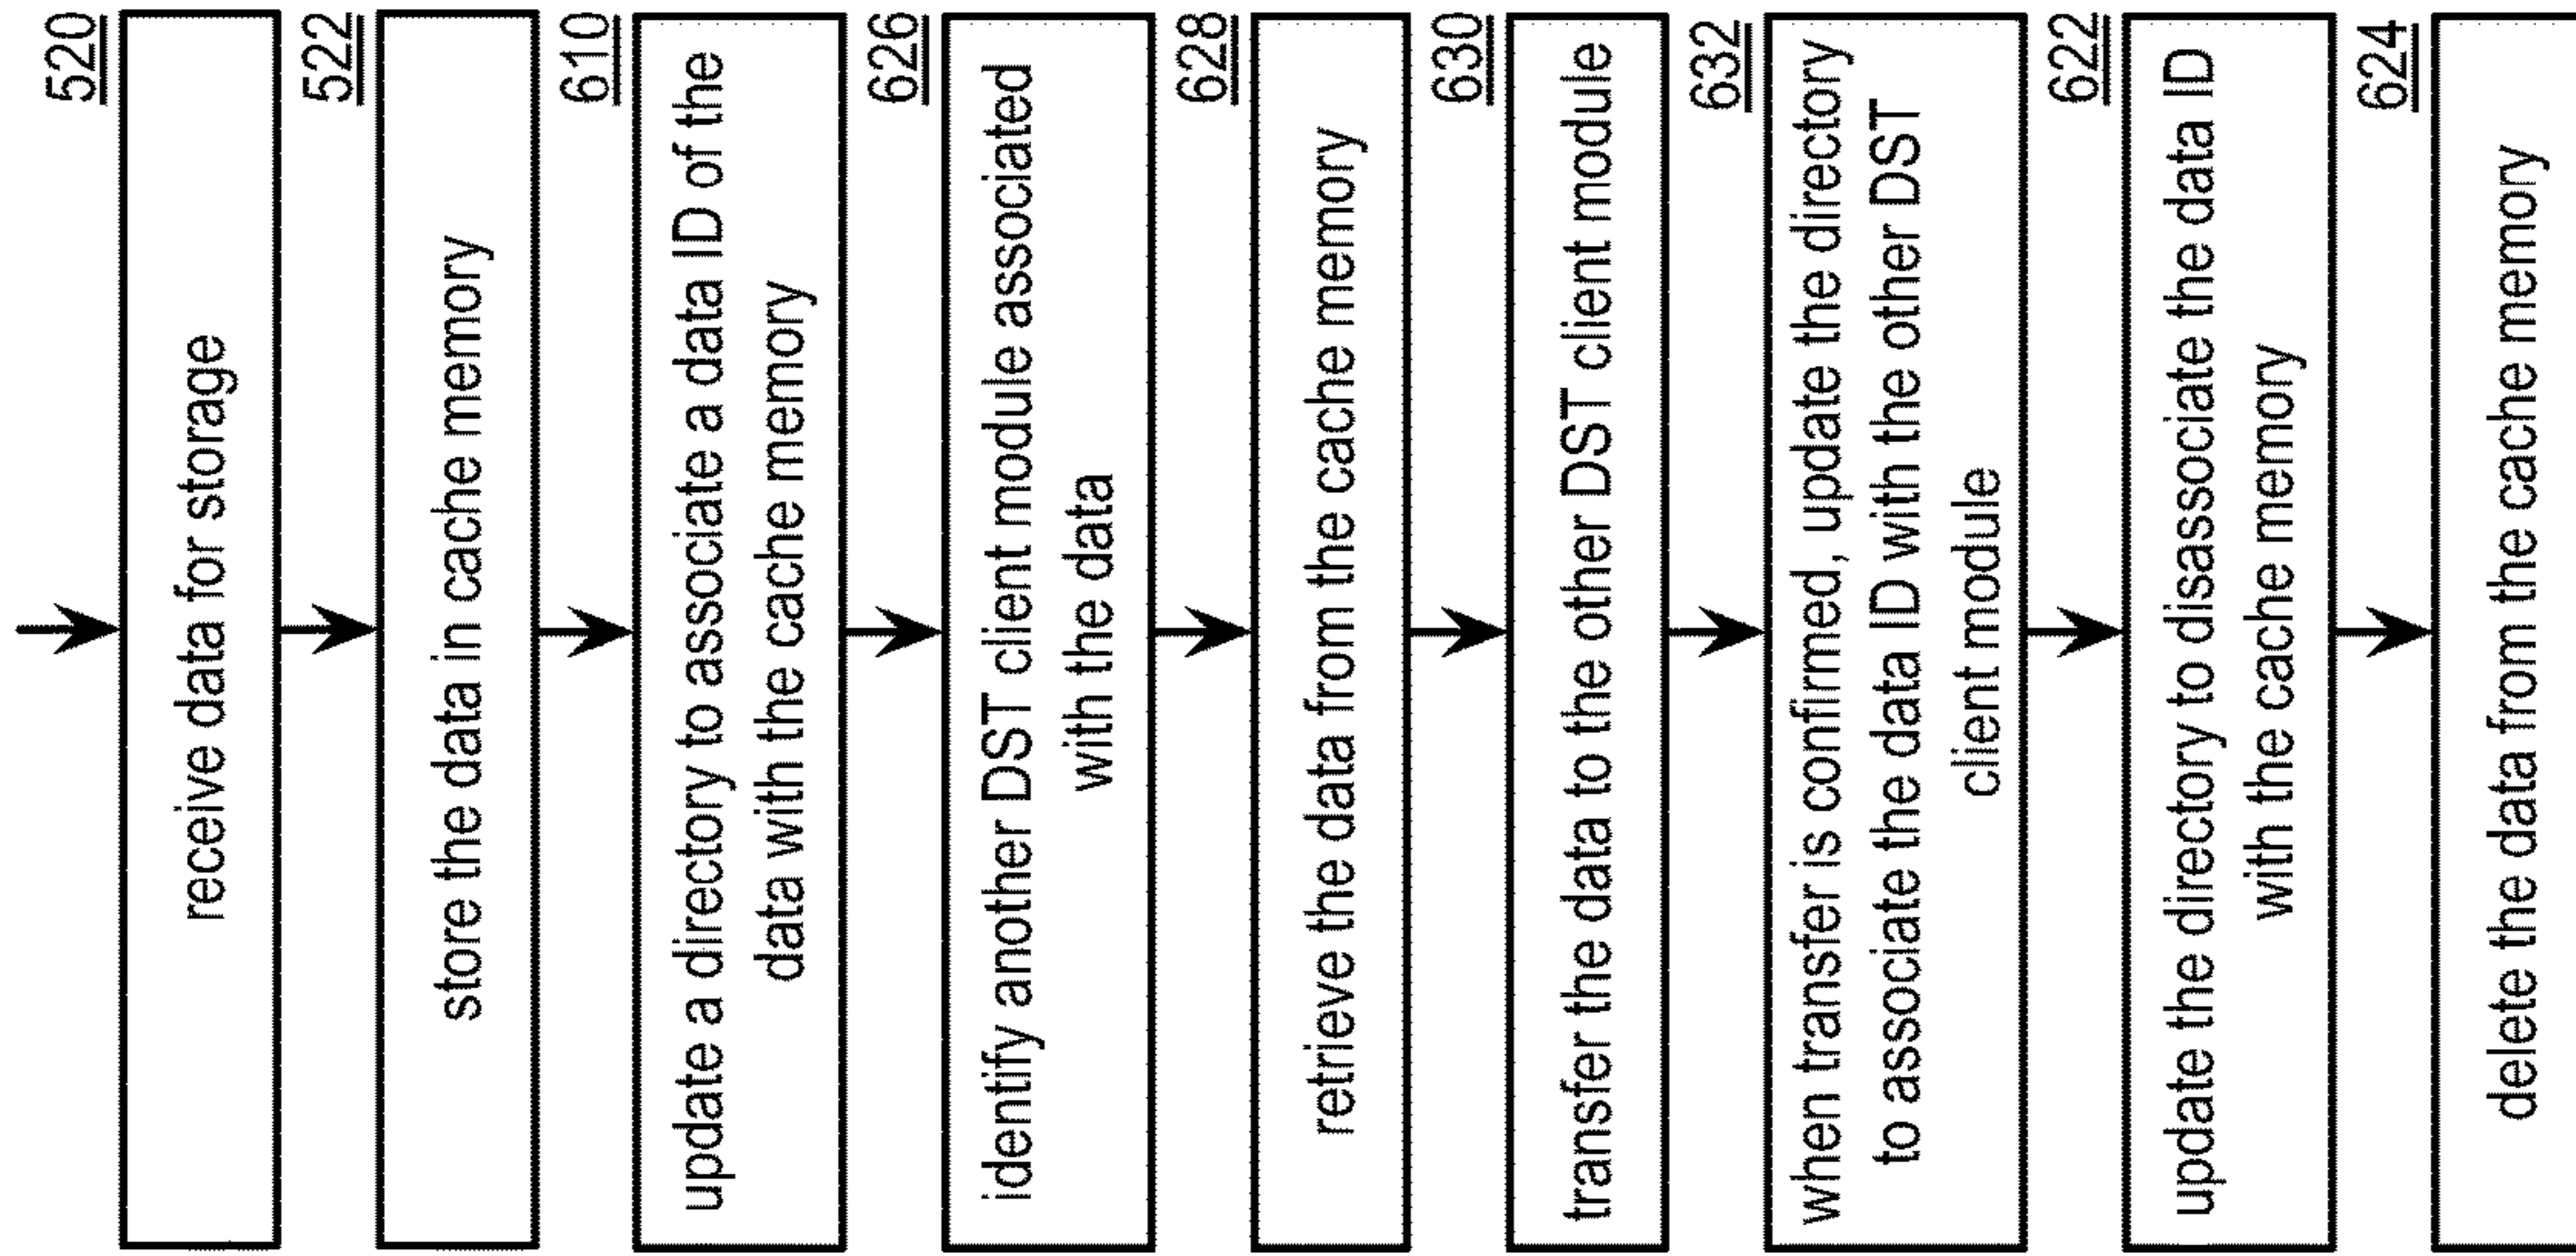 520
receive data for storage
522
store the data in cache memory
610
update a directory to associate a data ID of the
data with the cache memory
626
identify another DST client module associated
with the data
628
retrieve the data from the cache memory
630
transfer the data to the other DST client module
632
when transfer is confirmed, update the directory
to associate the data ID with the other DST
client module
622
update the directory to disassociate the data ID
with the cache memory
624
delete the data from the cache memory